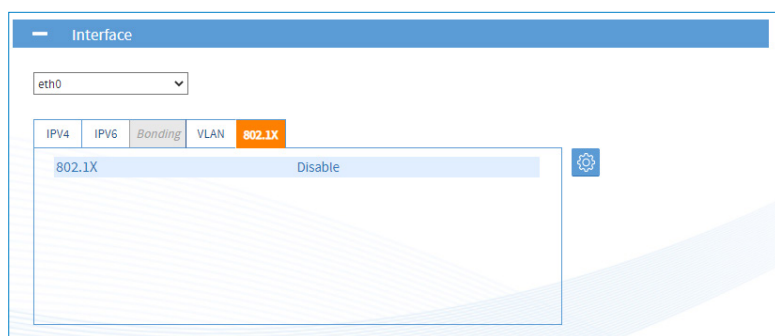 Interface
eth0
IPV4 IPV6 Bonding VLAN 802.1X
802.1X Disable